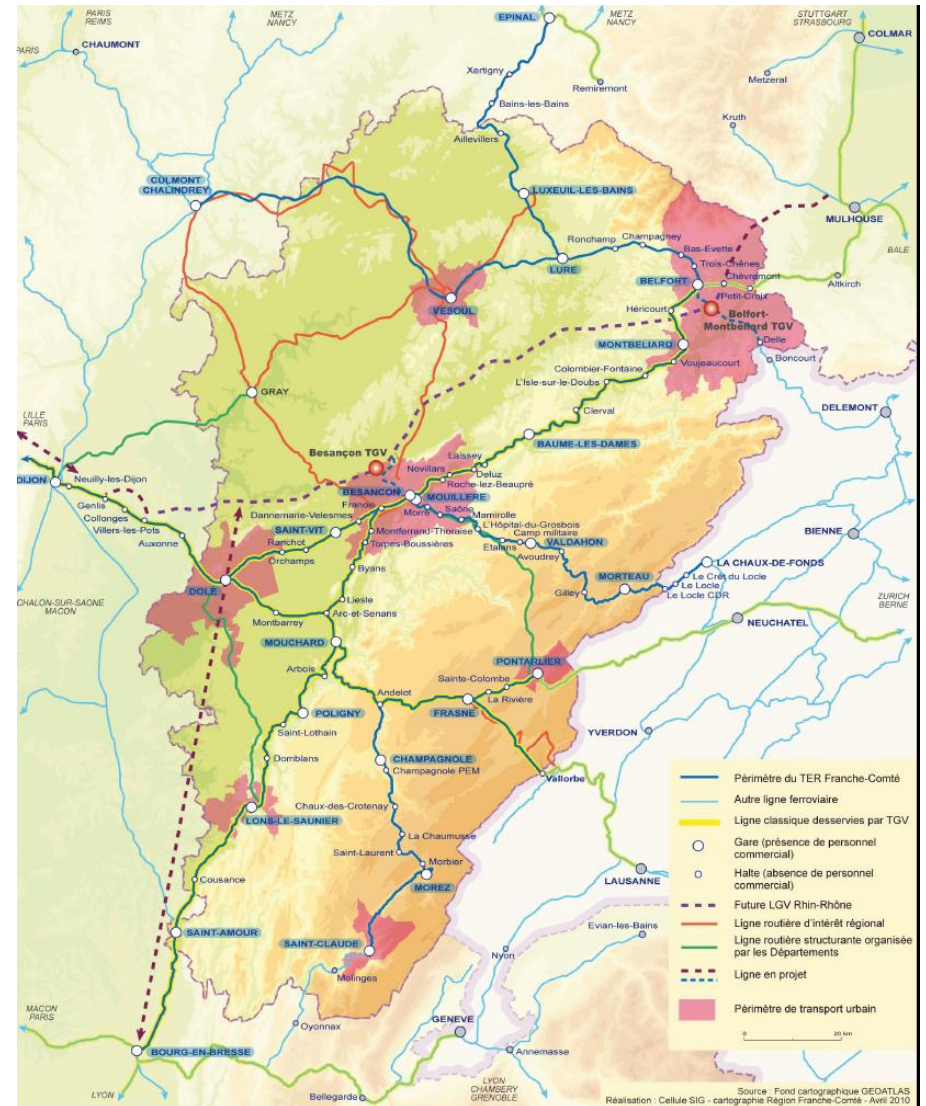 PARIS
REIMS
METZ
NANCY
EPINAL
METZ
NANCY
STUTTGART
STRASBOURG
PARIS
CHAUMONT
COLMAR
Xertigny
Remiremont
Metzeral
Bains-les-Bains
Kruth
Aillevillers
CULMONT
CHALINDREY
LUXEUIL-LES-BAINS
MULHOUSE
BALE
Ronchamp
Champagney
Bas-Evette
Trois-Chênes
LURE
BELFORT
Chèvremont
Altkirch
Petit-Croix
VESOUL
Héricourt
Belfort-
Montbéliard TGV
Delle
MONTBELIARD
Boncourt
Voujeaucourt
Colombier-Fontaine
L'Isle-sur-le-Doubs
GRAY
Clerval
DELEMONT
LILLE
PARIS
BAUME-LES-DAMES
Besançon TGV
Laissey
Novillars
Deluz
DIJON
Neuilly-les-Dijon
Roche-lez-Beaupré
BESANCON
MOUILLERE
Genlis
Collonges
Villers-les-Pots
Auxonne
Dannemarie-Velesmes
Franois
Morre
Saône
Mamirolle
SAINT-VIT
Montferrand-Thoraise
L'Hôpital-du-Grosbois
Camp militaire
BIENNE
Ranchot
Torpes-Boussières
Etalans
VALDAHON
Orchamps
Avoudrey
LA CHAUX-DE-FONDS
Byans
Le Crêt du Locle
DOLE
MORTEAU
Le Locle
Gilley
Le Locle CDR
CHALON-SUR-SAONE
MACON
Liesle
Montbarrey
Arc-et-Senans
ZURICH
BERNE
NEUCHATEL
MOUCHARD
PONTARLIER
Arbois
Sainte-Colombe
Andelot
La Rivière
POLIGNY
FRASNE
Saint-Lothain
YVERDON
Domblans
CHAMPAGNOLE
Champagnole PEM
Vallorbe
Chaux-des-Crotenay
LONS-LE-SAUNIER
La Chaumusse
Saint-Laurent
Morbier
MOREZ
LAUSANNE
Cousance
SAINT-AMOUR
SAINT-CLAUDE
Evian-les-Bains
Nyon
Molinges
MACON
PARIS
Oyonnax
GENEVE
BOURG-EN-BRESSE
Annemasse
LYON
Bellegarde
LYON
CHAMBERY
GRENOBLE
Périmètre du TER Franche-Comté
Autre ligne ferroviaire
Ligne classique desservies par TGV
Gare (présence de personnel
commercial)
Halte (absence de personnel
commercial)
Future LGV Rhin-Rhône
Ligne routière d'intérêt régional
Ligne routière structurante organisée
par les Départements
Ligne en projet
Périmètre de transport urbain
0
20 km
Source : Fond cartographique GEOATLAS
Réalisation : Cellule SIG - cartographie Région Franche-Comté - Avril 2010